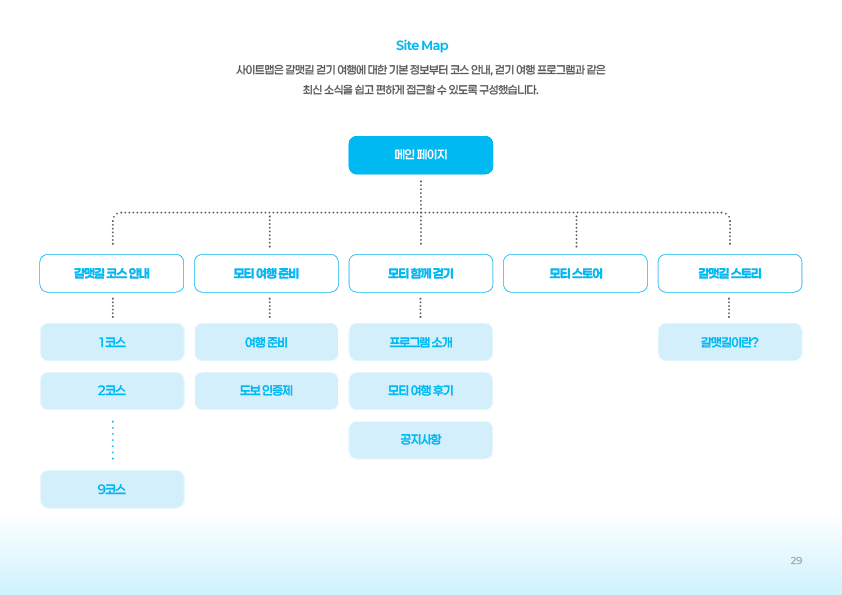 Site Map
사이트맵은 갈맷길 걷기 여행에 대한 기본 정보부터 코스 안내, 걷기 여행 프로그램과 같은
최신 소식을 쉽고 편하게 접근할 수 있도록 구성했습니다.
메인 페이지
갈맷길 코스 안내
모티 여행 준비
모티 함께 걷기
모티 스토어
갈맷길 스토리
1코스
여행 준비
프로그램 소개
갈맷길이란?
2코스
도보 인증제
모티 여행 후기
공지사항
9코스
29